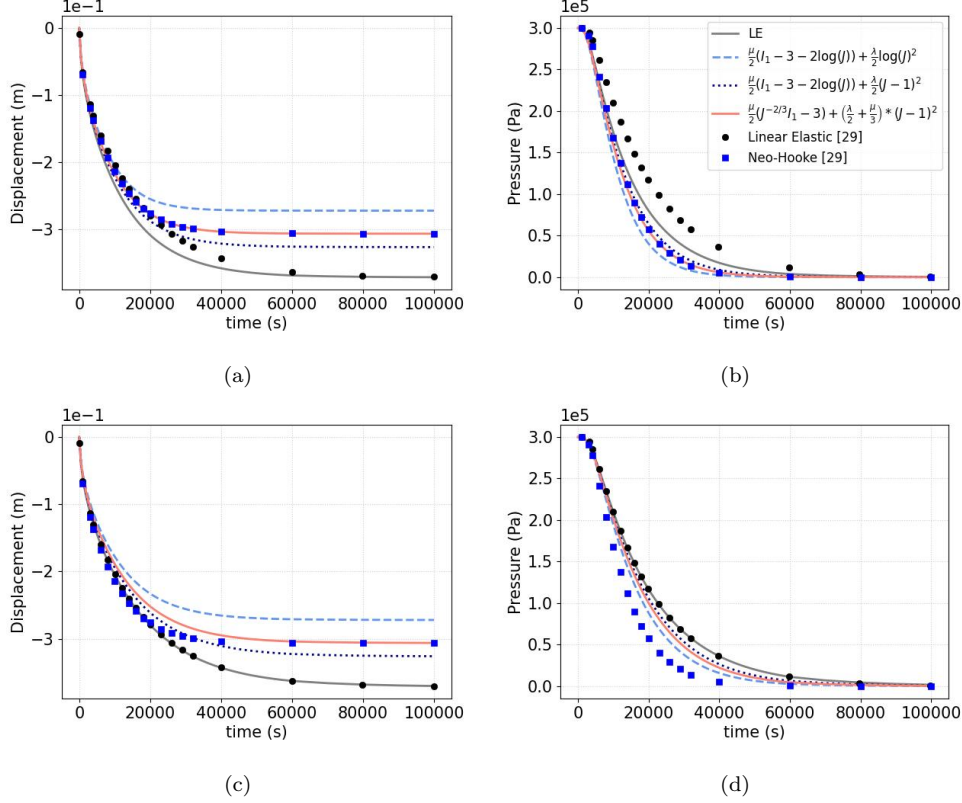 1e−1
0
−1
−2
−3
Displacement (m)
0 20000 40000 60000 80000 100000
time (s)
(a)
1e5
3.0
2.5
2.0
1.5
1.0
0.5
0.0
Pressure (Pa)
LE
μ/2(I₁ − 3 − 2log(J)) + λ/2 log(J)²
μ/2(I₁ − 3 − 2log(J)) + λ/2(J − 1)²
μ/2(J⁻²ᐟ³I₁ − 3) + (λ/2 + μ/3) * (J − 1)²
Linear Elastic [29]
Neo-Hooke [29]
0 20000 40000 60000 80000 100000
time (s)
(b)
1e−1
0
−1
−2
−3
Displacement (m)
0 20000 40000 60000 80000 100000
time (s)
(c)
1e5
3.0
2.5
2.0
1.5
1.0
0.5
0.0
Pressure (Pa)
0 20000 40000 60000 80000 100000
time (s)
(d)